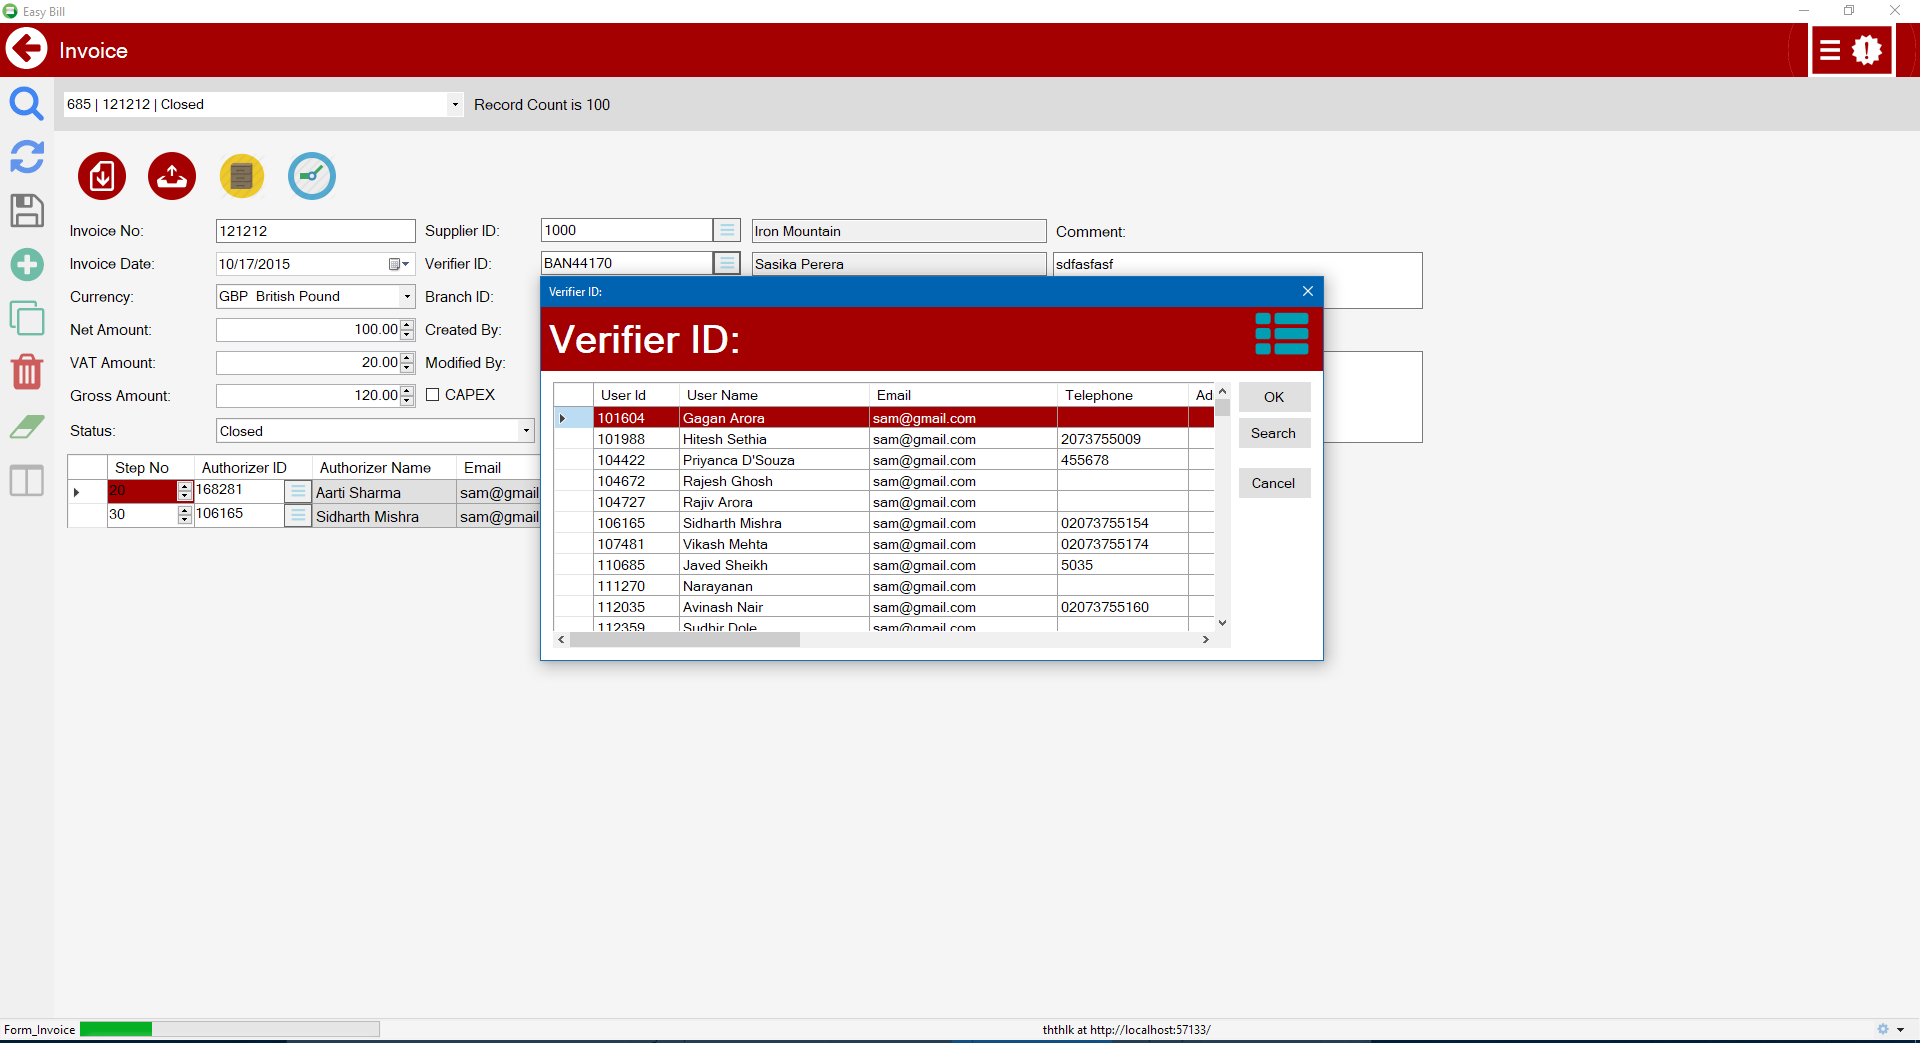 Easy Bill
Invoice
685 | 121212 | Closed
Record Count is 100
Invoice No: 121212 Supplier ID: 1000 Iron Mountain Comment:
Invoice Date: 10/17/2015 Verifier ID: BAN44170 Sasika Perera sdfasfasf
Currency: GBP British Pound Branch ID:
Net Amount: 100.00 Created By:
VAT Amount: 20.00 Modified By:
Gross Amount: 120.00 CAPEX
Status: Closed
Step No Authorizer ID Authorizer Name Email
20 168281 Aarti Sharma sam@gmail
30 106165 Sidharth Mishra sam@gmail
Verifier ID:
Verifier ID:
User Id User Name Email Telephone Ad
101604 Gagan Arora sam@gmail.com
101988 Hitesh Sethia sam@gmail.com 2073755009
104422 Priyanca D'Souza sam@gmail.com 455678
104672 Rajesh Ghosh sam@gmail.com
104727 Rajiv Arora sam@gmail.com
106165 Sidharth Mishra sam@gmail.com 02073755154
107481 Vikash Mehta sam@gmail.com 02073755174
110685 Javed Sheikh sam@gmail.com 5035
111270 Narayanan sam@gmail.com
112035 Avinash Nair sam@gmail.com 02073755160
112359 Sudhir Dole sam@gmail.com
OK
Search
Cancel
Form_Invoice
ththlk at http://localhost:57133/